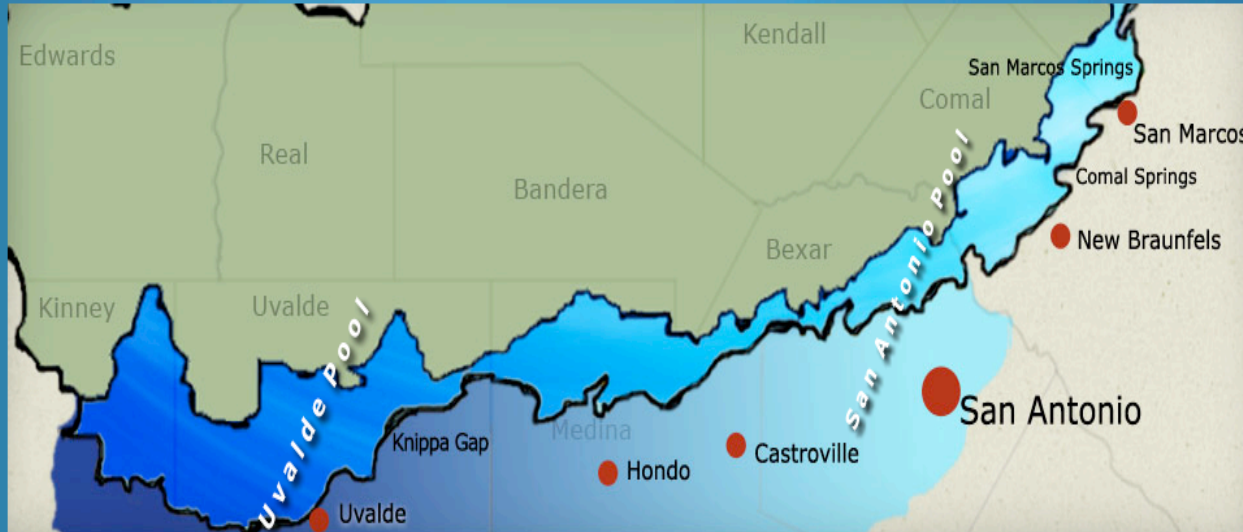 Edwards
Kendall
San Marcos Springs
Comal
San Marcos
Real
Bandera
Comal Springs
San Antonio Pool
New Braunfels
Bexar
Kinney
Uvalde
Uvalde Pool
San Antonio
Knippa Gap
Medina
Castroville
Hondo
Uvalde